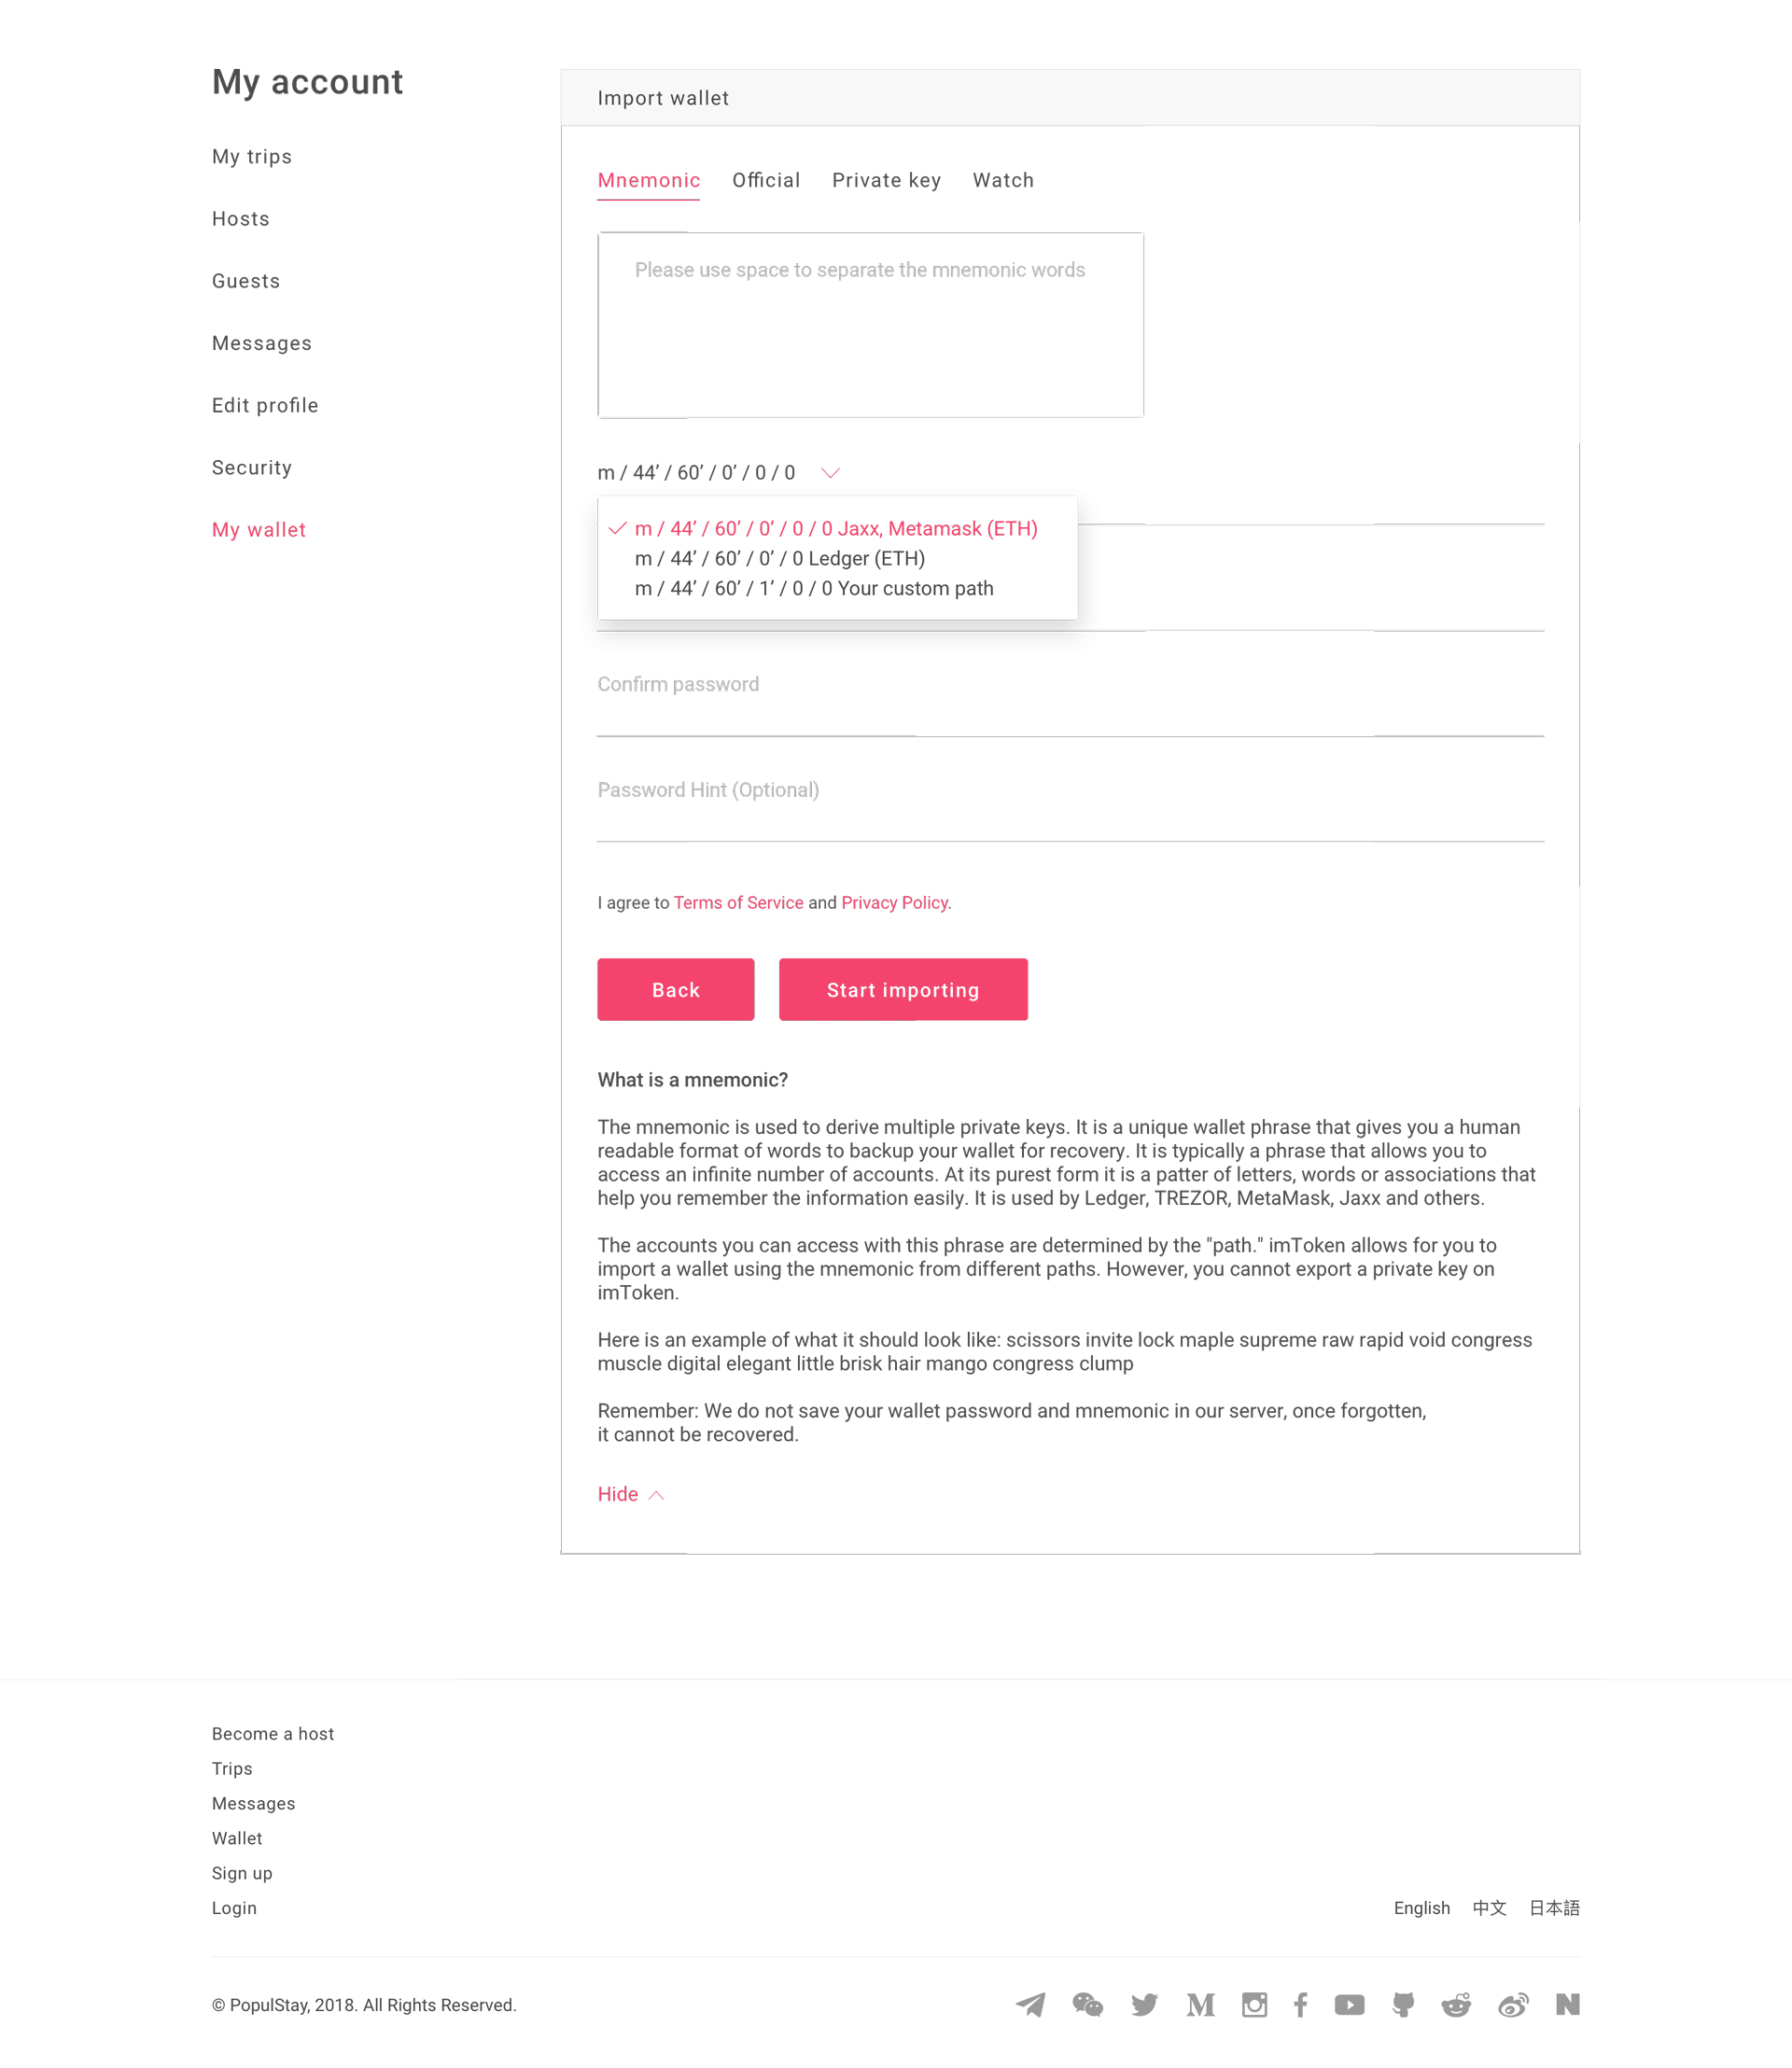 My account
My trips
Hosts
Guests
Messages
Edit profile
Security
My wallet
Import wallet
Mnemonic Official Private key Watch
Please use space to separate the mnemonic words
m / 44’ / 60’ / 0’ / 0 / 0
m / 44’ / 60’ / 0’ / 0 / 0 Jaxx, Metamask (ETH)
m / 44’ / 60’ / 0’ / 0 Ledger (ETH)
m / 44’ / 60’ / 1’ / 0 / 0 Your custom path
Confirm password
Password Hint (Optional)
I agree to Terms of Service and Privacy Policy.
Back
Start importing
What is a mnemonic?
The mnemonic is used to derive multiple private keys. It is a unique wallet phrase that gives you a human
readable format of words to backup your wallet for recovery. It is typically a phrase that allows you to
access an infinite number of accounts. At its purest form it is a patter of letters, words or associations that
help you remember the information easily. It is used by Ledger, TREZOR, MetaMask, Jaxx and others.
The accounts you can access with this phrase are determined by the "path." imToken allows for you to
import a wallet using the mnemonic from different paths. However, you cannot export a private key on
imToken.
Here is an example of what it should look like: scissors invite lock maple supreme raw rapid void congress
muscle digital elegant little brisk hair mango congress clump
Remember: We do not save your wallet password and mnemonic in our server, once forgotten,
it cannot be recovered.
Hide
Become a host
Trips
Messages
Wallet
Sign up
Login
English 中文 日本語
© PopulStay, 2018. All Rights Reserved.